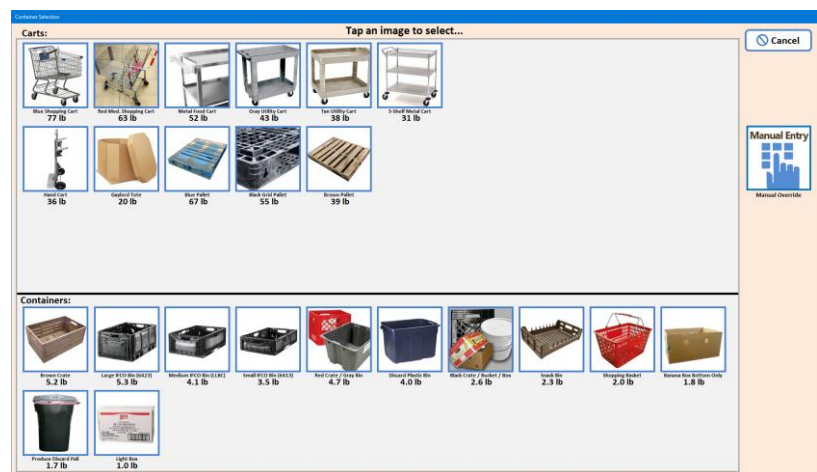 Container Selection
Carts:
Tap an image to select...
Cancel
Blue Shopping Cart
77 lb
Red Med. Shopping Cart
63 lb
Metal Food Cart
52 lb
Gray Utility Cart
43 lb
Tan Utility Cart
38 lb
3-Shelf Metal Cart
31 lb
Manual Entry
Manual Override
Hand Cart
36 lb
Gaylord Tote
20 lb
Blue Pallet
67 lb
Black Grid Pallet
55 lb
Brown Pallet
39 lb
Containers:
Brown Crate
5.2 lb
Large IFCO Bin (6423)
5.3 lb
Medium IFCO Bin (LLBC)
4.1 lb
Small IFCO Bin (6413)
3.5 lb
Red Crate / Gray Bin
4.7 lb
Discard Plastic Bin
4.0 lb
Black Crate / Bucket / Box
2.6 lb
Snack Bin
2.3 lb
Shopping Basket
2.0 lb
Banana Box Bottom Only
1.8 lb
Produce Discard Pail
1.7 lb
Light Box
1.0 lb